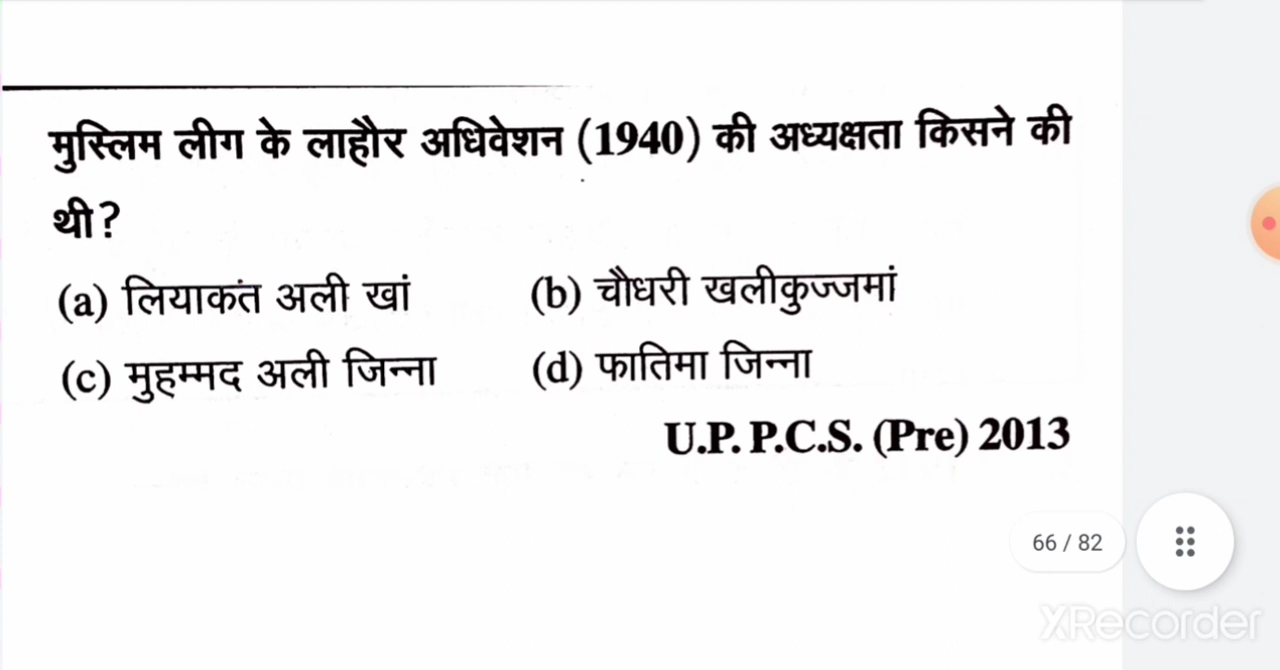 मुस्लिम लीग के लाहौर अधिवेशन (1940) की अध्यक्षता किसने की
थी?
(a) लियाकत अली खां (b) चौधरी खलीकुज्जमां
(c) मुहम्मद अली जिन्ना (d) फातिमा जिन्ना
U.P. P.C.S. (Pre) 2013
66 / 82
XRecorder